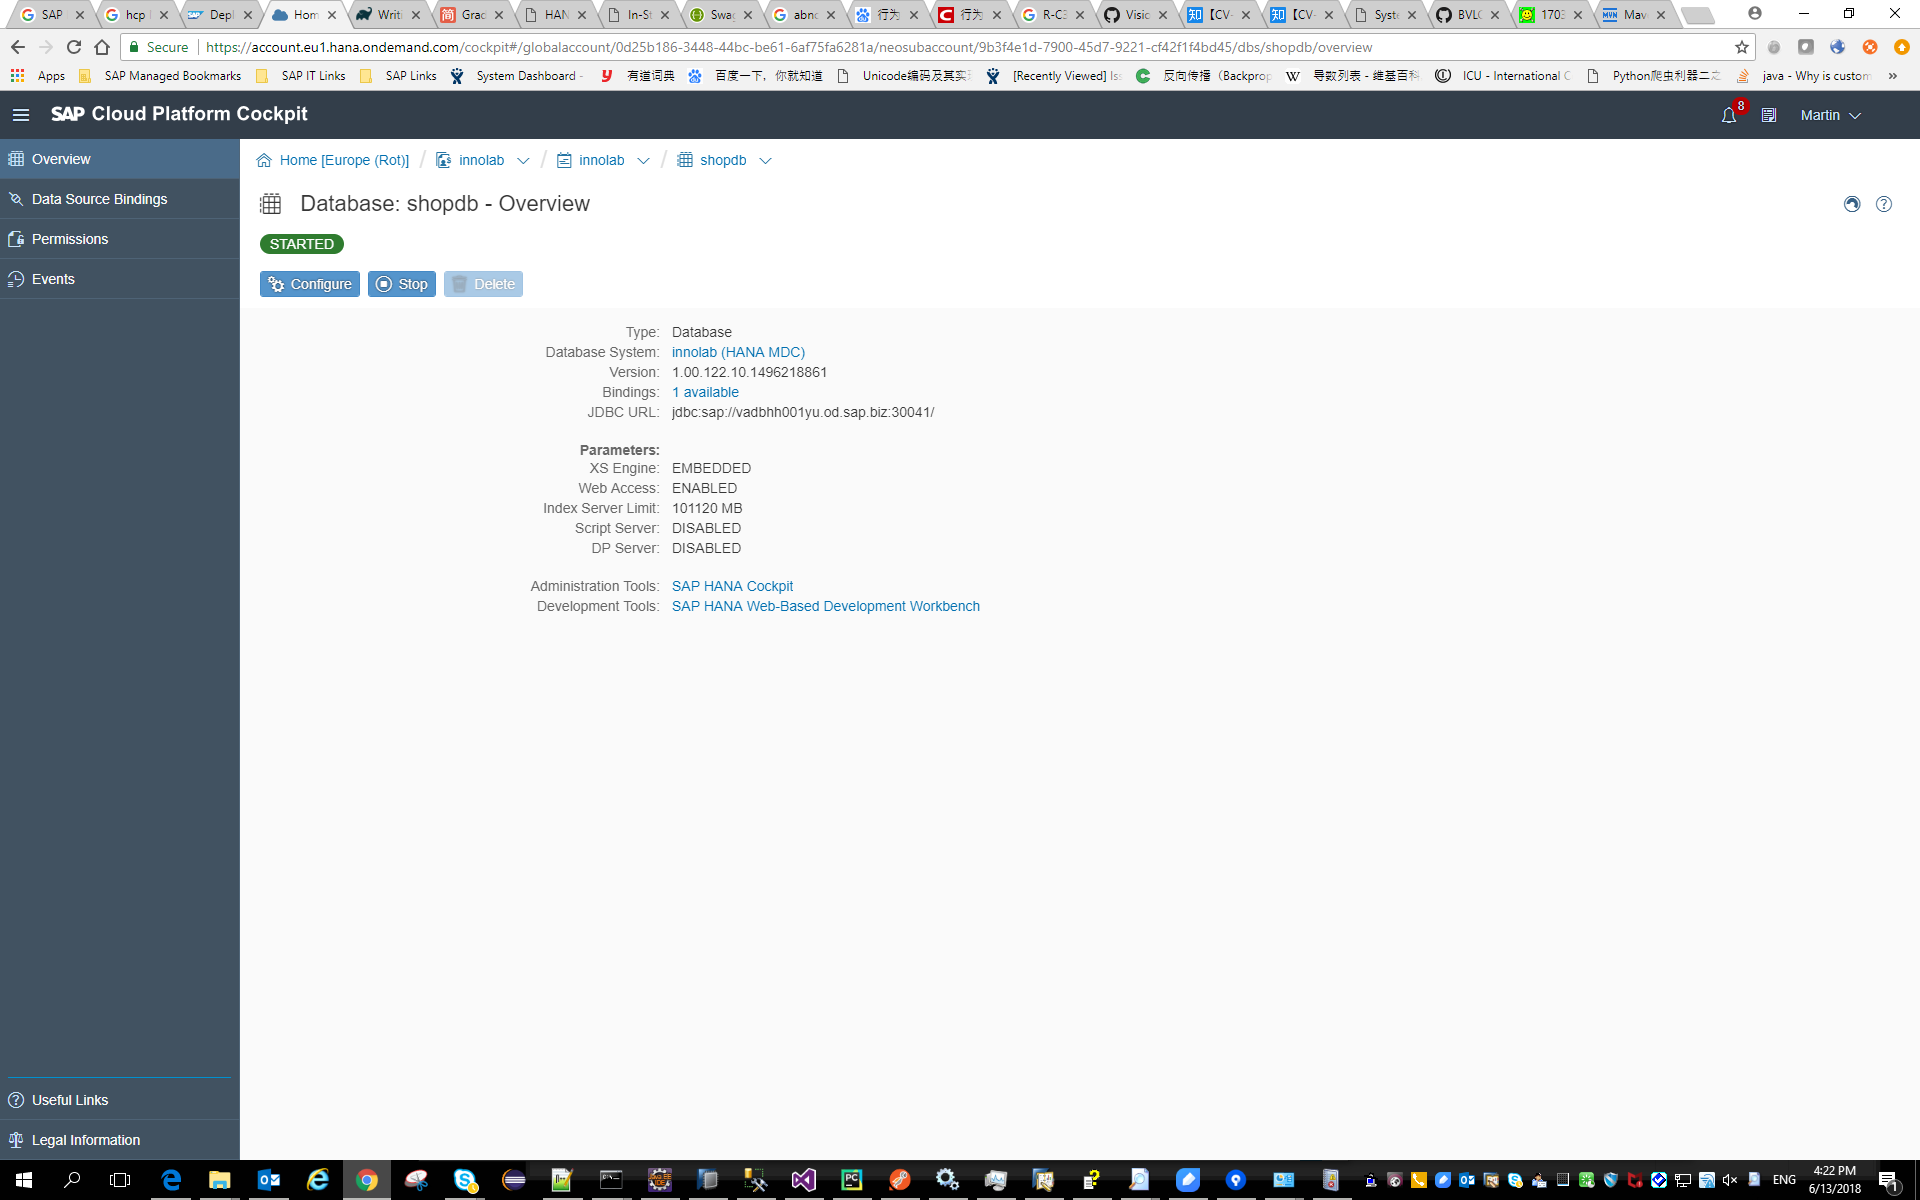 SAP
hcp
Depl
Hom
Writi
Grac
HAN
In-St
Swag
abno
行为
行为
R-C3
Visio
【CV-
【CV-
Syste
BVLC
1703
Mav
Secure
https://account.eu1.hana.ondemand.com/cockpit#/globalaccount/0d25b186-3448-44bc-be61-6af75fa6281a/neosubaccount/9b3f4e1d-7900-45d7-9221-cf42f1f4bd45/dbs/shopdb/overview
Apps SAP Managed Bookmarks SAP IT Links SAP Links System Dashboard - 有道词典 百度一下，你就知道 Unicode编码及其实 [Recently Viewed] Iss 反向传播（Backprop 导数列表 - 维基百科 ICU - International C Python爬虫利器二之 java - Why is custom »
SAP Cloud Platform Cockpit
8
Martin
Overview
Data Source Bindings
Permissions
Events
Useful Links
Legal Information
Home [Europe (Rot)] / innolab / innolab / shopdb
Database: shopdb - Overview
STARTED
Configure Stop Delete
Type: Database
Database System: innolab (HANA MDC)
Version: 1.00.122.10.1496218861
Bindings: 1 available
JDBC URL: jdbc:sap://vadbhh001yu.od.sap.biz:30041/
Parameters:
XS Engine: EMBEDDED
Web Access: ENABLED
Index Server Limit: 101120 MB
Script Server: DISABLED
DP Server: DISABLED
Administration Tools: SAP HANA Cockpit
Development Tools: SAP HANA Web-Based Development Workbench
ENG
4:22 PM
6/13/2018
1